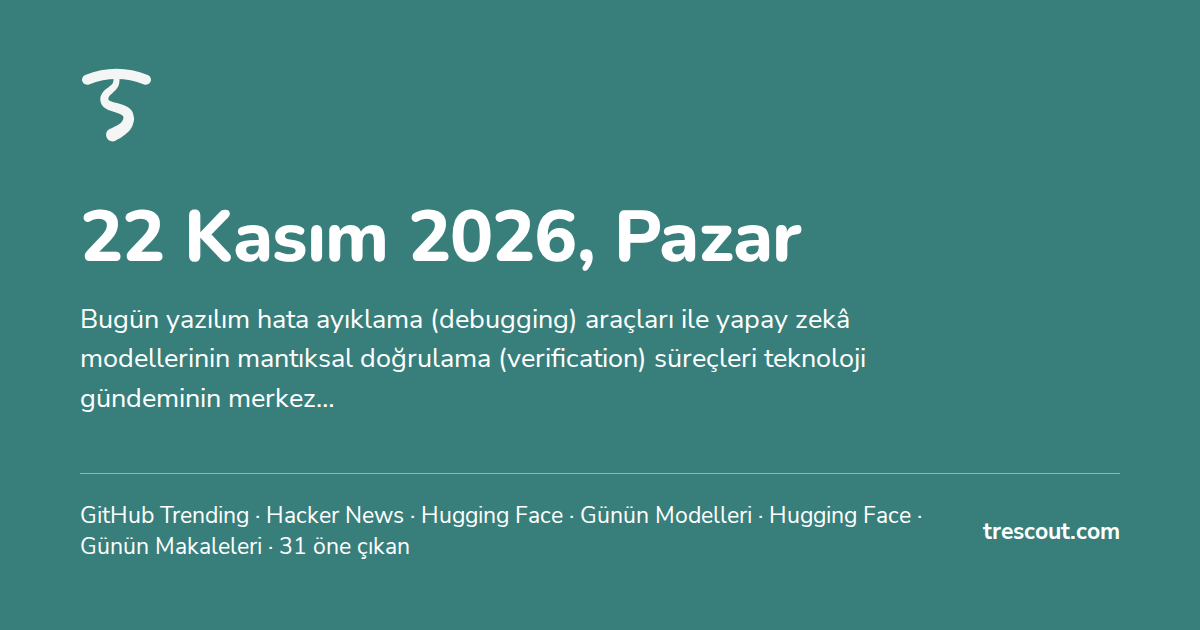 22 Kasım 2026, Pazar
Bugün yazılım hata ayıklama (debugging) araçları ile yapay zekâ
modellerinin mantıksal doğrulama (verification) süreçleri teknoloji
gündeminin merkez...
GitHub Trending · Hacker News · Hugging Face · Günün Modelleri · Hugging Face ·
Günün Makaleleri · 31 öne çıkan
trescout.com